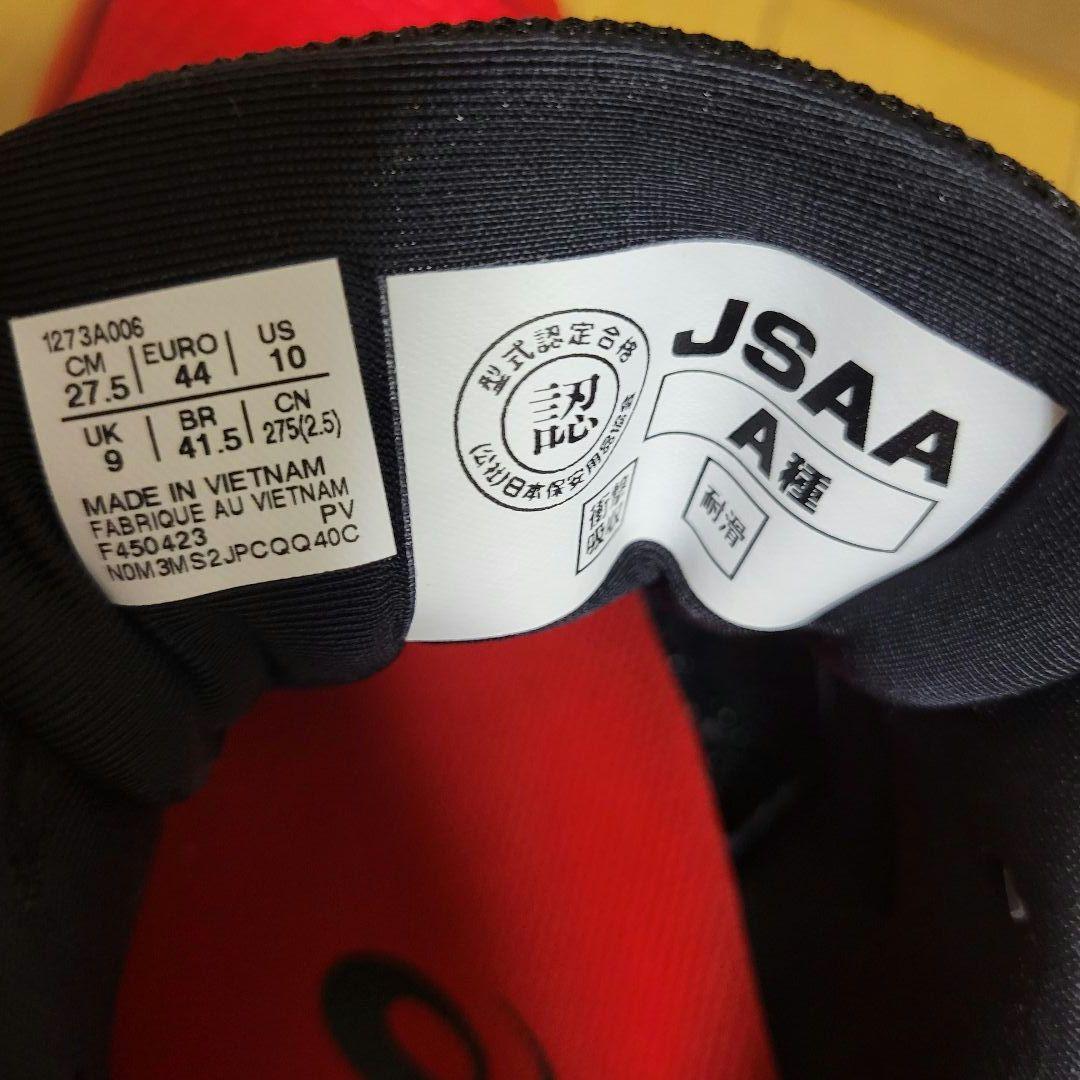 1273A006
CM 27.5 | EURO 44 | US 10
UK 9 | BR 41.5 | CN 275(2.5)
MADE IN VIETNAM
FABRIQUE AU VIETNAM
F450423 PV
N0M3MS2JPCQQ40C
型式認定合格
認
(公社)日本保安用品協会
JSAA
A種
衝撃
吸収
耐滑